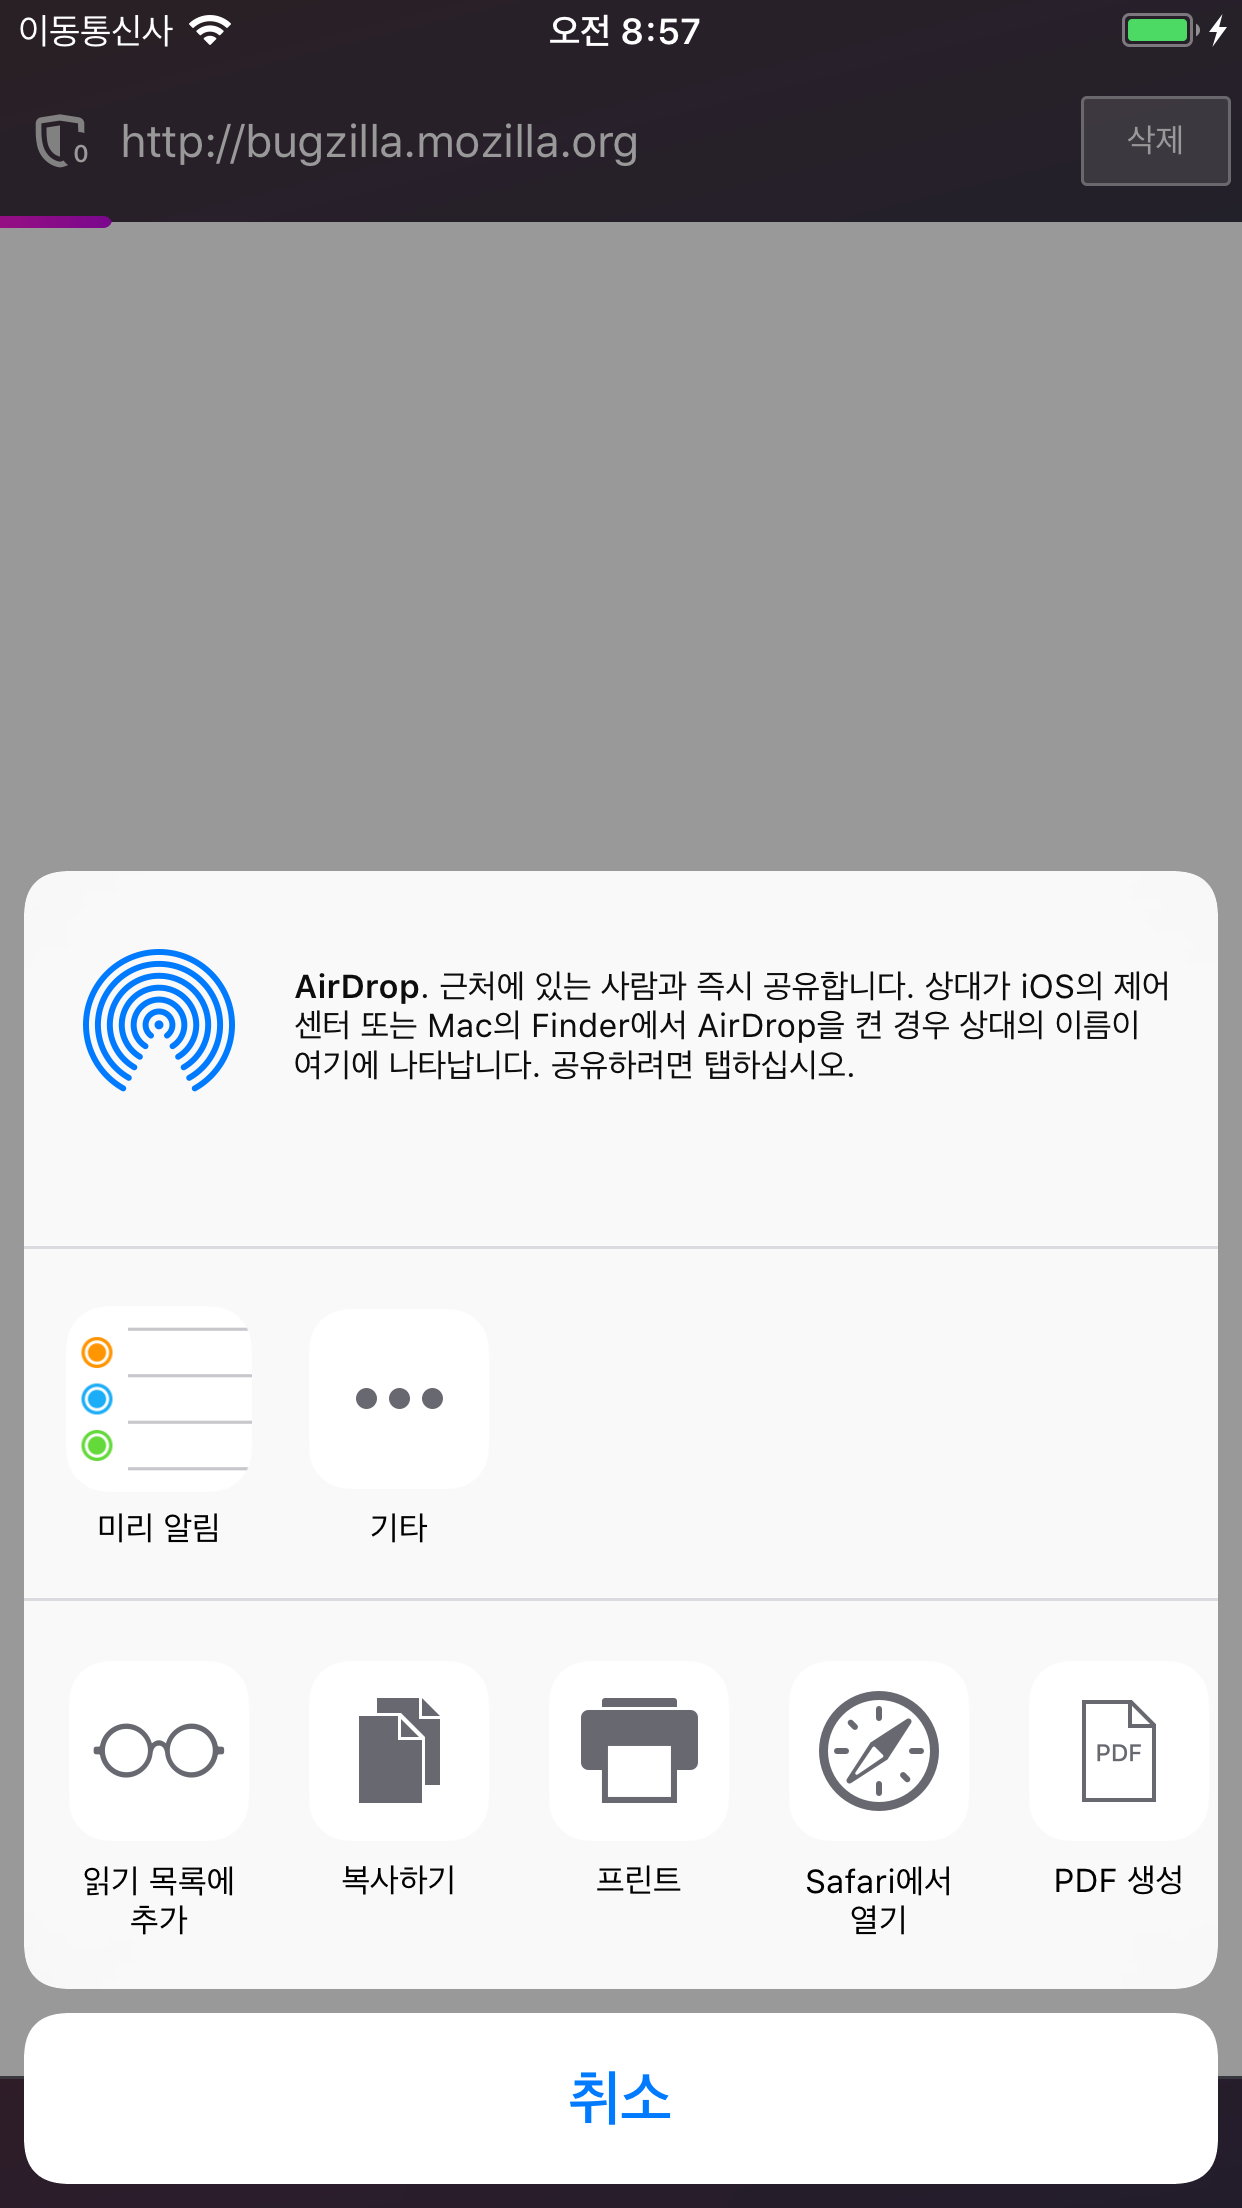 이동통신사
오전 8:57
0
http://bugzilla.mozilla.org
삭제
AirDrop. 근처에 있는 사람과 즉시 공유합니다. 상대가 iOS의 제어
센터 또는 Mac의 Finder에서 AirDrop을 켠 경우 상대의 이름이
여기에 나타납니다. 공유하려면 탭하십시오.
미리 알림
기타
읽기 목록에
추가
복사하기
프린트
Safari에서
열기
PDF
PDF 생성
취소